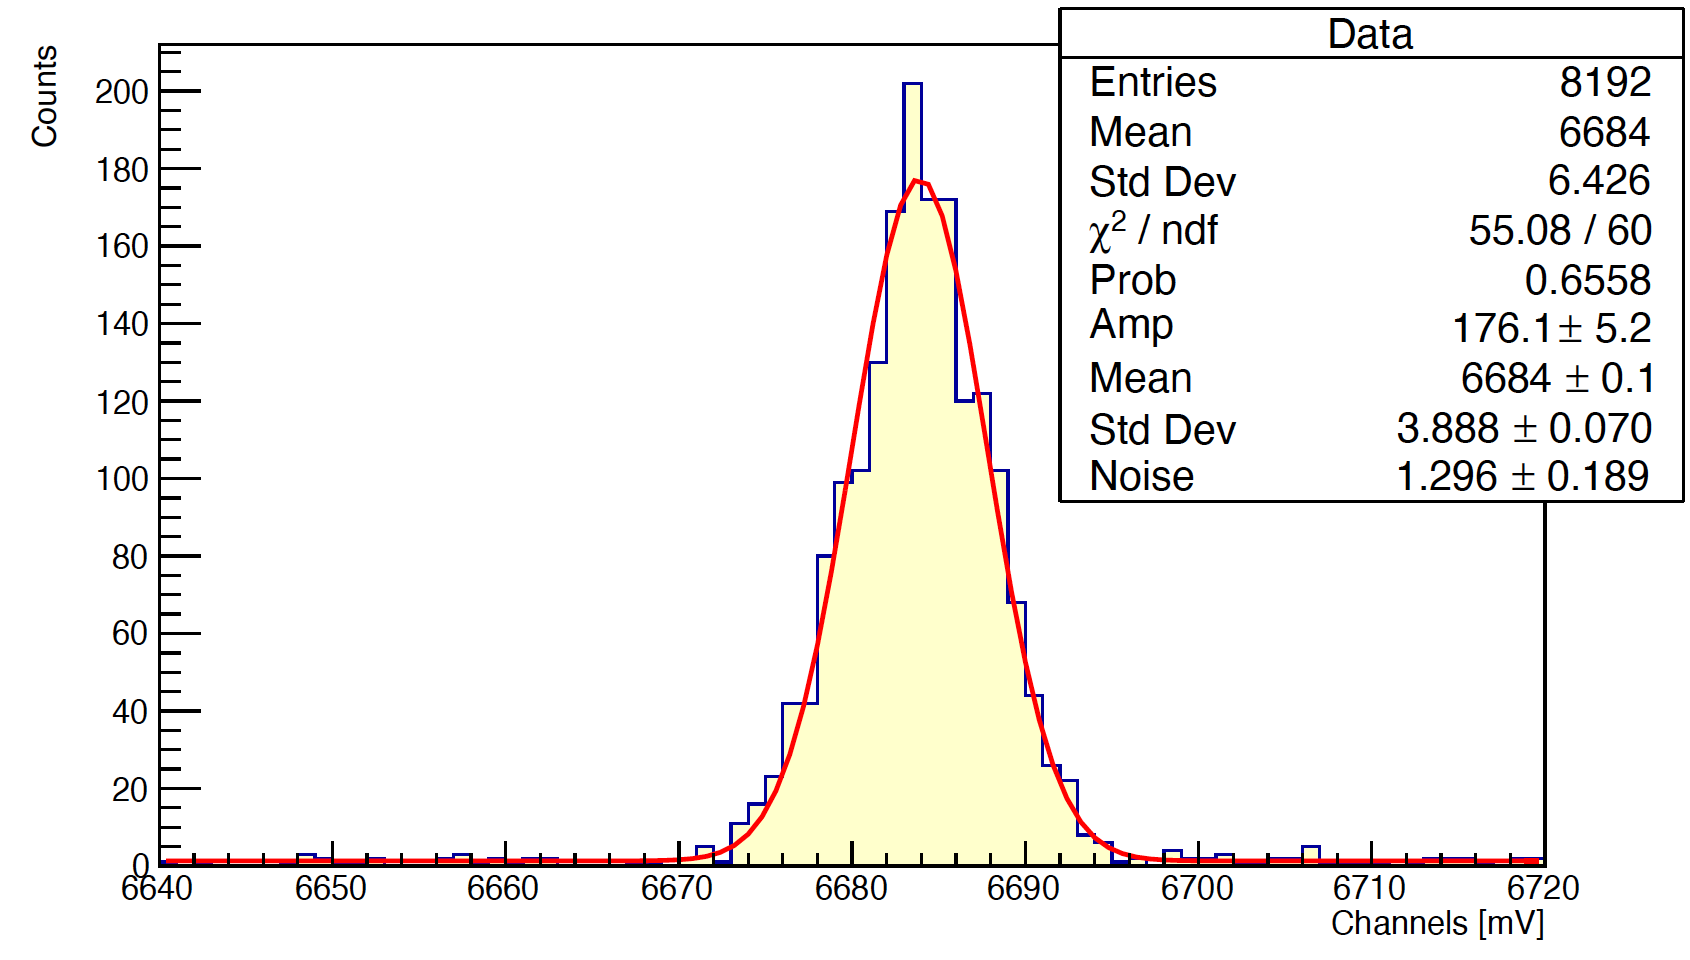 Data
Entries 8192
Mean 6684
Std Dev 6.426
χ² / ndf 55.08 / 60
Prob 0.6558
Amp 176.1± 5.2
Mean 6684 ± 0.1
Std Dev 3.888 ± 0.070
Noise 1.296 ± 0.189
Counts
200
180
160
140
120
100
80
60
40
20
0
6640 6650 6660 6670 6680 6690 6700 6710 6720
Channels [mV]